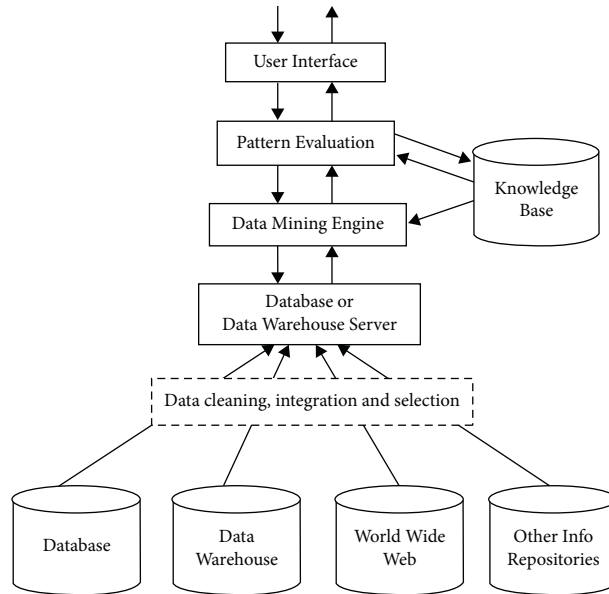 User Interface
Pattern Evaluation
Knowledge
Base
Data Mining Engine
Database or
Data Warehouse Server
Data cleaning, integration and selection
Database
Data
Warehouse
World Wide
Web
Other Info
Repositories